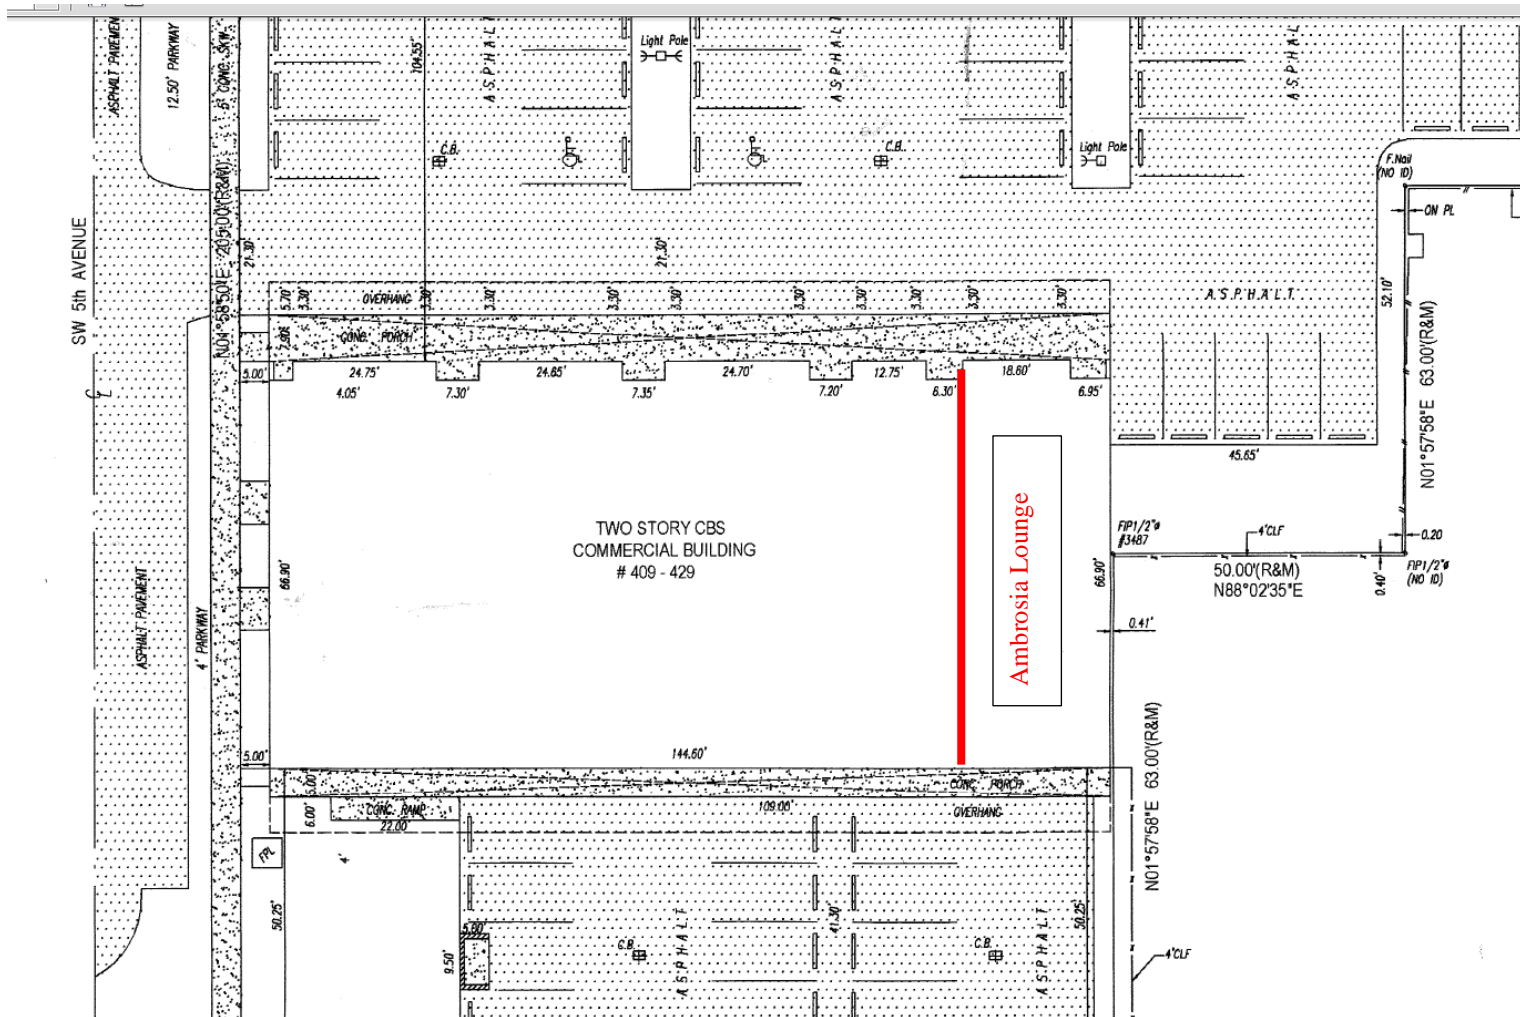 ASPHALT PAVEMENT
12.50' PARKWAY
5' CONC. SKW.
104.55'
ASPHALT
Light Pole
ASPHALT
ASPHALT
C.B.
C.B.
Light Pole
F.Nail
(NO ID)
ON PL
SW 5th AVENUE
N01°58'50"E 205.00'(R&M)
21.30'
21.30'
5.70'
3.30'
OVERHANG
3.30'
3.30'
3.30'
3.30'
3.30'
3.30'
3.30'
3.30'
3.30'
ASPHALT
52.10'
N01°57'58"E 63.00'(R&M)
7.90'
CONC. PORCH
5.00'
24.75'
24.65'
24.70'
12.75'
18.60'
4.05'
7.30'
7.35'
7.20'
6.30'
6.95'
45.65'
TWO STORY CBS
COMMERCIAL BUILDING
# 409 - 429
Ambrosia Lounge
66.90'
66.90'
FIP1/2"ø
#3487
4'CLF
0.20
50.00'(R&M)
N88°02'35"E
0.40'
FIP1/2"ø
(NO ID)
0.41'
ASPHALT PAVEMENT
4' PARKWAY
5.00'
144.60'
5.00'
CONC. PORCH
6.00'
CONC. RAMP
22.00'
109.00'
OVERHANG
N01°57'58"E 63.00'(R&M)
FPL
4'
50.25'
5.00'
9.50'
C.B.
ASPHALT
41.30'
C.B.
ASPHALT
50.25'
4'CLF